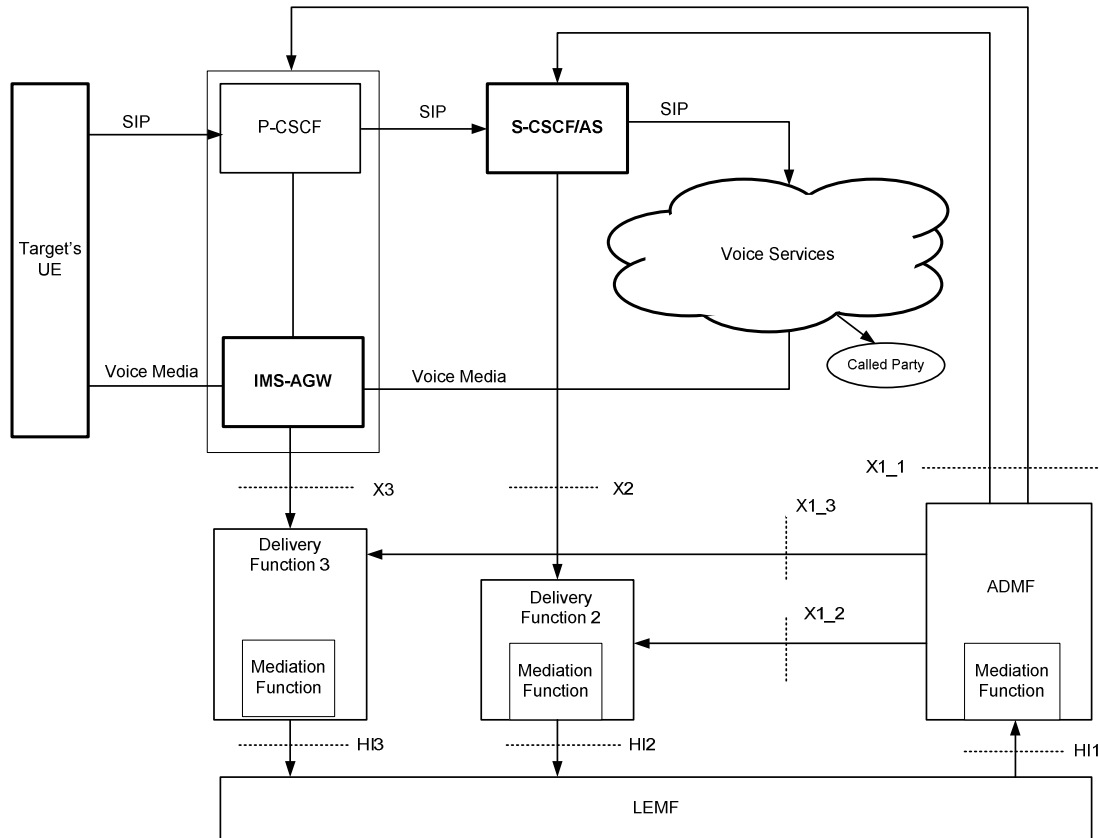 SIP
P-CSCF
S-CSCF/AS
SIP
Target's
UE
Voice Services
Voice Media
IMS-AGW
Voice Media
Called Party
X1_1
X3
X2
X1_3
Delivery
Function 3
ADMF
Delivery
Function 2
X1_2
Mediation
Function
Mediation
Function
Mediation
Function
HI3
HI2
HI1
LEMF